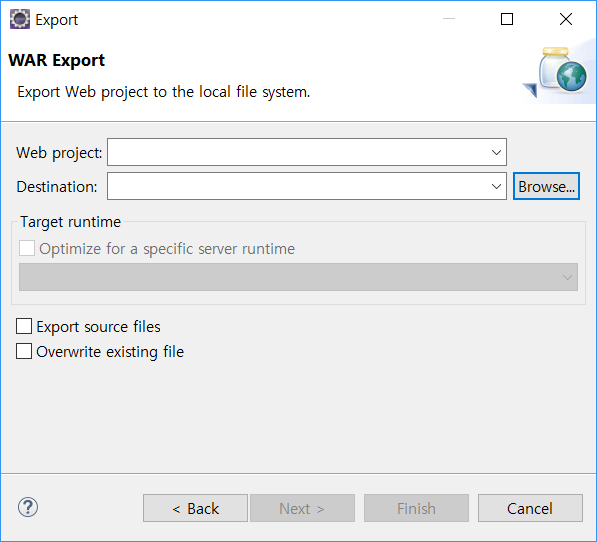 Export
WAR Export
Export Web project to the local file system.
Web project:
Destination: Browse...
Target runtime
Optimize for a specific server runtime
Export source files
Overwrite existing file
? < Back Next > Finish Cancel